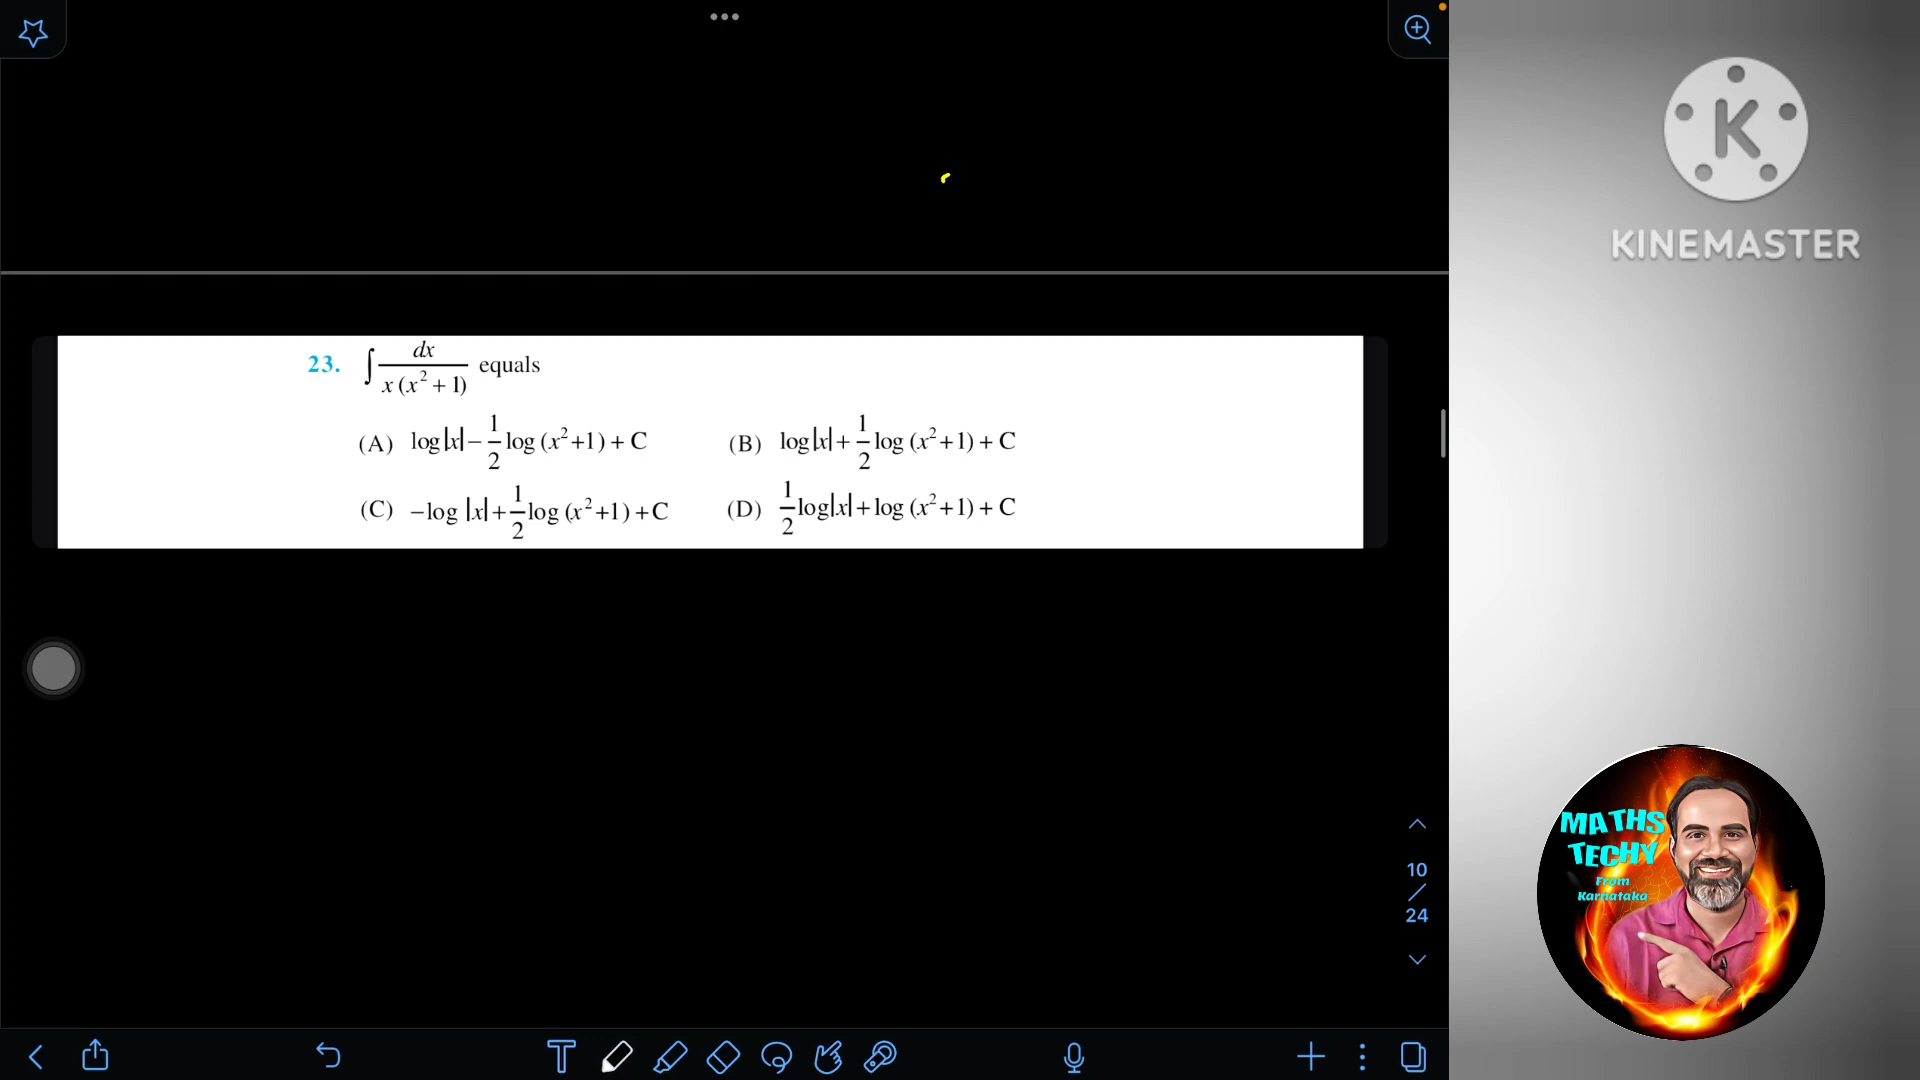 KINEMASTER
23. ∫ dx / x (x² + 1) equals
(A) log|x| − 1/2 log (x²+1) + C (B) log|x| + 1/2 log (x²+1) + C
(C) −log |x| + 1/2 log (x²+1) + C (D) 1/2 log|x| + log (x²+1) + C
MATHS
TECHY
From
Karnataka
10
/
24